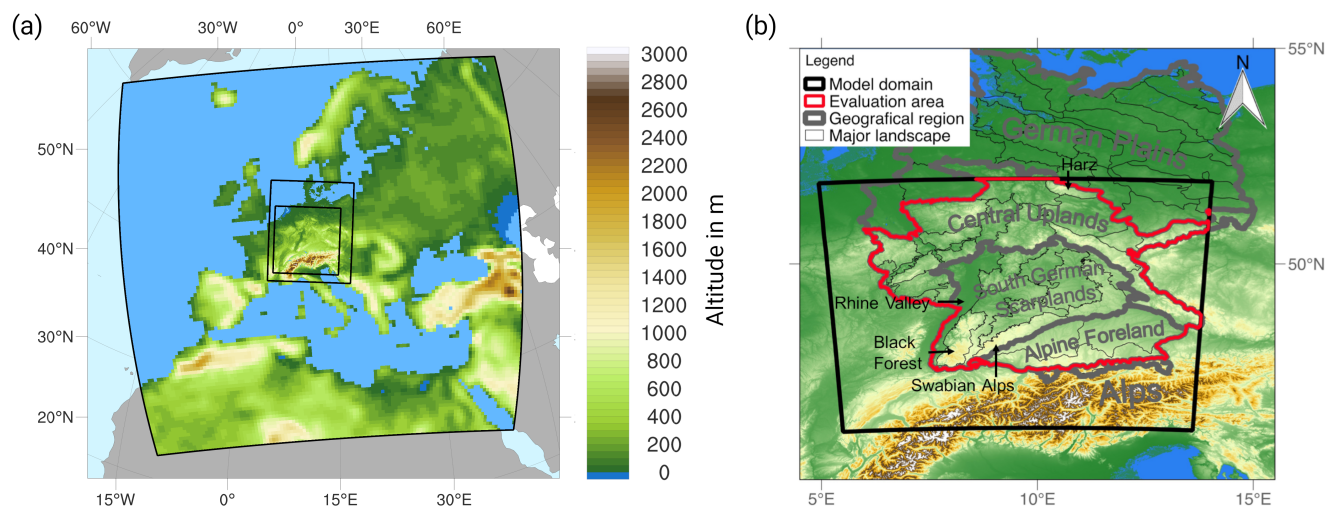 (a)
60°W 30°W 0° 30°E 60°E
50°N
40°N
30°N
20°N
15°W 0° 15°E 30°E
3000
2800
2600
2400
2200
2000
1800
1600
1400
1200
1000
800
600
400
200
0
Altitude in m
(b)
Legend
Model domain
Evaluation area
Geografical region
Major landscape
N
55°N
50°N
German Plains
Harz
Central Uplands
South German
Scarplands
Rhine Valley
Black
Forest
Alpine Foreland
Swabian Alps
Alps
5°E 10°E 15°E